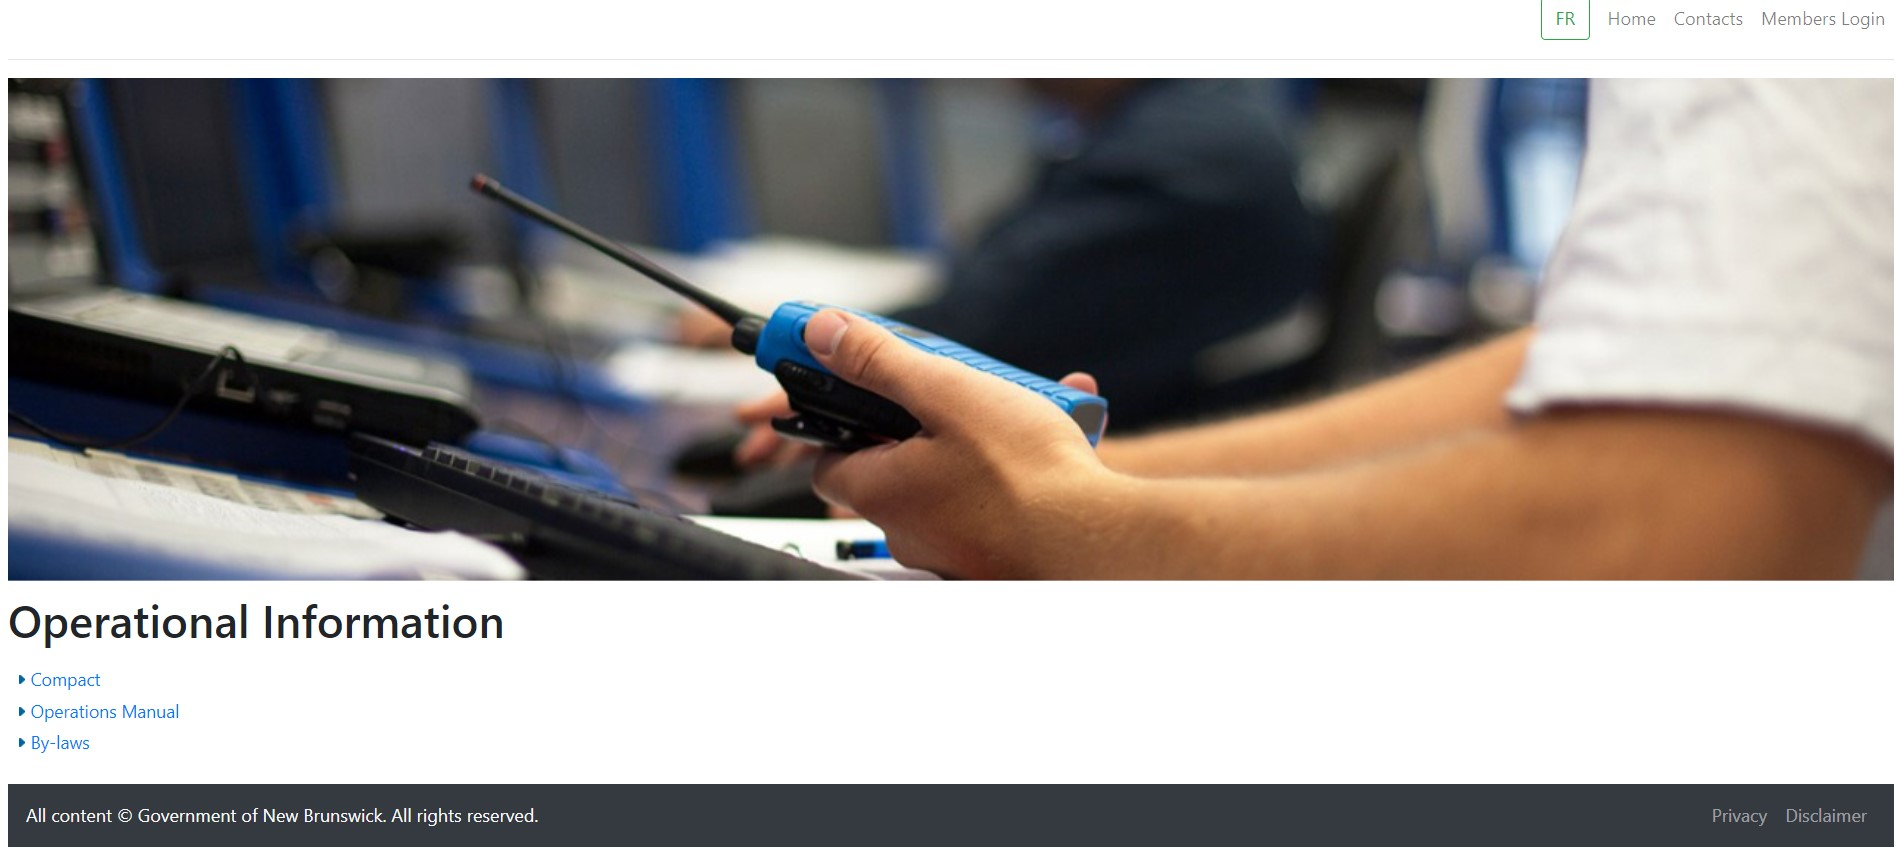 FR Home Contacts Members Login
Operational Information
Compact
Operations Manual
By-laws
All content © Government of New Brunswick. All rights reserved. Privacy Disclaimer